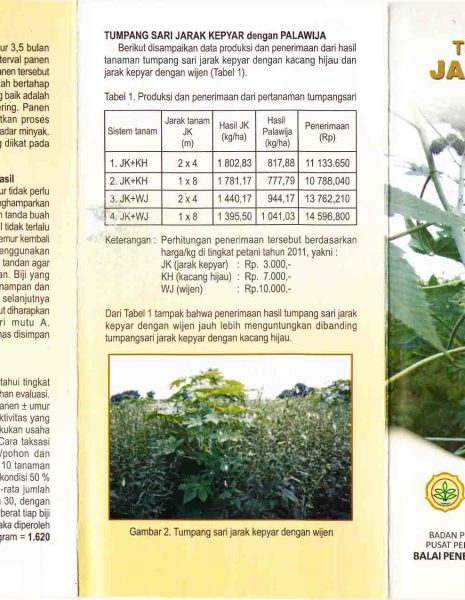 ur 3,5 bulan
terval panen
anen tersebut
ah bertahap
g baik adalah
ering. Panen
tkan proses
adar minyak.
g diikat pada
asil
ur tidak perlu
nghamparkan
n tanda buah
il tidak terlalu
emur kembali
nenggunakan
tandan agar
an. Biji yang
nampan dan
selanjutnya
ut diharapkan
ri mutu A.
nas disimpan
tahui tingkat
han evaluasi.
anen ± umur
ktivitas yang
kukan usaha
Cara taksasi
/pohon dan
10 tanaman
kondisi 50 %
-rata jumlah
n 30, dengan
berat tiap biji
aka diperoleh
gram = 1.620
TUMPANG SARI JARAK KEPYAR dengan PALAWIJA
Berikut disampaikan data produksi dan penerimaan dari hasil
tanaman tumpang sari jarak kepyar dengan kacang hijau dan
jarak kepyar dengan wijen (Tabel 1).
Tabel 1. Produksi dan penerimaan dari pertanaman tumpangsari
Sistem tanam Jarak tanam JK (m) Hasil JK (kg/ha) Hasil Palawija (kg/ha) Penerimaan (Rp)
1. JK+KH 2 x 4 1 802,83 817,88 11 133.650
2. JK+KH 1 x 8 1 781,17 777,79 10 788,040
3. JK+WJ 2 x 4 1 440,17 944,17 13 762,210
4. JK+WJ 1 x 8 1 395,50 1 041,03 14 596,800
Keterangan : Perhitungan penerimaan tersebut berdasarkan
harga/kg di tingkat petani tahun 2011, yakni :
JK (jarak kepyar) : Rp. 3.000,-
KH (kacang hijau) : Rp. 7.000,-
WJ (wijen) : Rp.10.000,-
Dari Tabel 1 tampak bahwa penerimaan hasil tumpang sari jarak
kepyar dengan wijen jauh lebih menguntungkan dibanding
tumpangsari jarak kepyar dengan kacang hijau.
Gambar 2. Tumpang sari jarak kepyar dengan wijen
T
JA
BADAN P
PUSAT PE
BALAI PENE